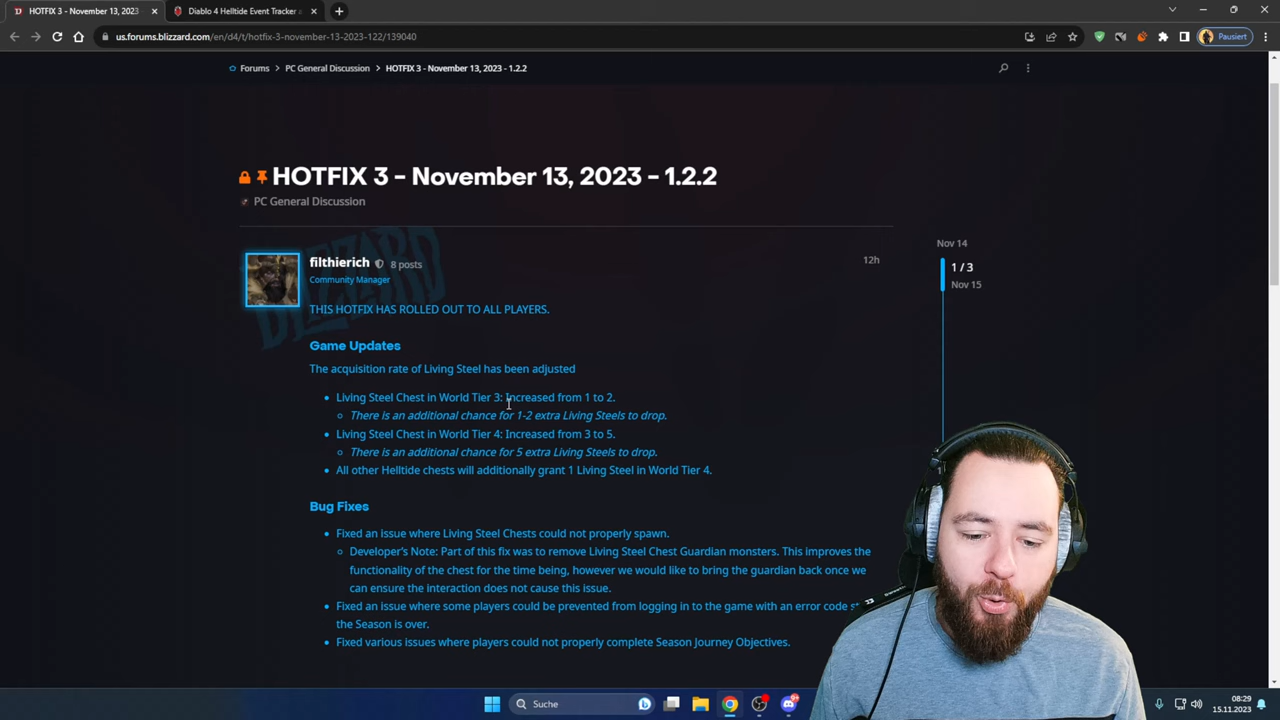 HOTFIX 3 - November 13, 2023
Diablo 4 Helltide Event Tracker
us.forums.blizzard.com/en/d4/t/hotfix-3-november-13-2023-122/139040
Pausiert
Forums > PC General Discussion > HOTFIX 3 - November 13, 2023 - 1.2.2
HOTFIX 3 - November 13, 2023 - 1.2.2
PC General Discussion
Nov 14
filthierich 8 posts 12h
1 / 3
Community Manager
Nov 15
BLIZZARD
THIS HOTFIX HAS ROLLED OUT TO ALL PLAYERS.
Game Updates
The acquisition rate of Living Steel has been adjusted
• Living Steel Chest in World Tier 3: Increased from 1 to 2.
There is an additional chance for 1-2 extra Living Steels to drop.
• Living Steel Chest in World Tier 4: Increased from 3 to 5.
There is an additional chance for 5 extra Living Steels to drop.
• All other Helltide chests will additionally grant 1 Living Steel in World Tier 4.
Bug Fixes
• Fixed an issue where Living Steel Chests could not properly spawn.
Developer's Note: Part of this fix was to remove Living Steel Chest Guardian monsters. This improves the
functionality of the chest for the time being, however we would like to bring the guardian back once we
can ensure the interaction does not cause this issue.
• Fixed an issue where some players could be prevented from logging in to the game with an error code
the Season is over.
• Fixed various issues where players could not properly complete Season Journey Objectives.
Suche
08:29
15.11.2023